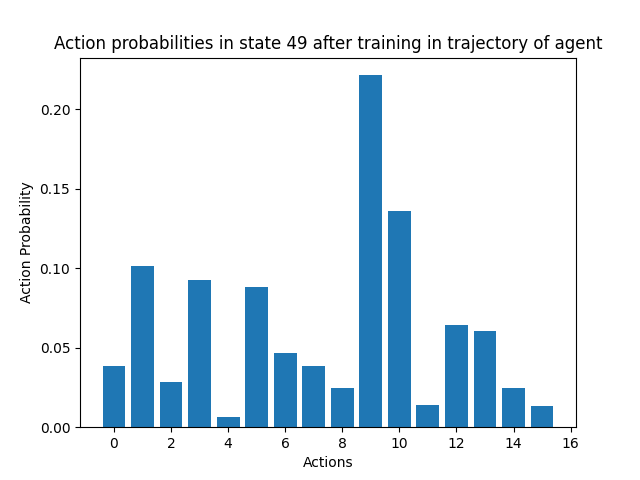 Action probabilities in state 49 after training in trajectory of agent
0.20
0.15
0.10
0.05
0.00
Action Probability
0 2 4 6 8 10 12 14 16
Actions